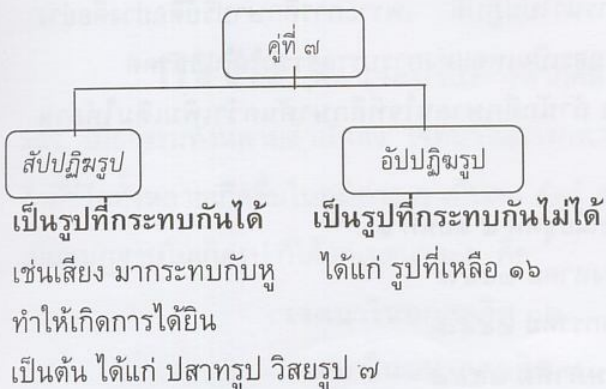 คู่ที่ ๗
สัปปฏิฆรูป
อัปปฏิฆรูป
เป็นรูปที่กระทบกันได้
เช่นเสียง มากระทบกับหู
ทำให้เกิดการได้ยิน
เป็นต้น ได้แก่ ปสาทรูป วิสยรูป ๗
เป็นรูปที่กระทบกันไม่ได้
ได้แก่ รูปที่เหลือ ๑๖